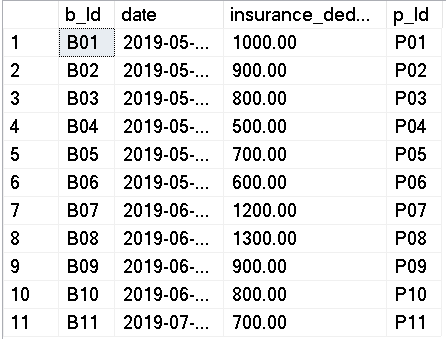 b_Id date insurance_ded... p_Id
1 B01 2019-05-... 1000.00 P01
2 B02 2019-05-... 900.00 P02
3 B03 2019-05-... 800.00 P03
4 B04 2019-05-... 500.00 P04
5 B05 2019-05-... 700.00 P05
6 B06 2019-05-... 600.00 P06
7 B07 2019-06-... 1200.00 P07
8 B08 2019-06-... 1300.00 P08
9 B09 2019-06-... 900.00 P09
10 B10 2019-06-... 800.00 P10
11 B11 2019-07-... 700.00 P11